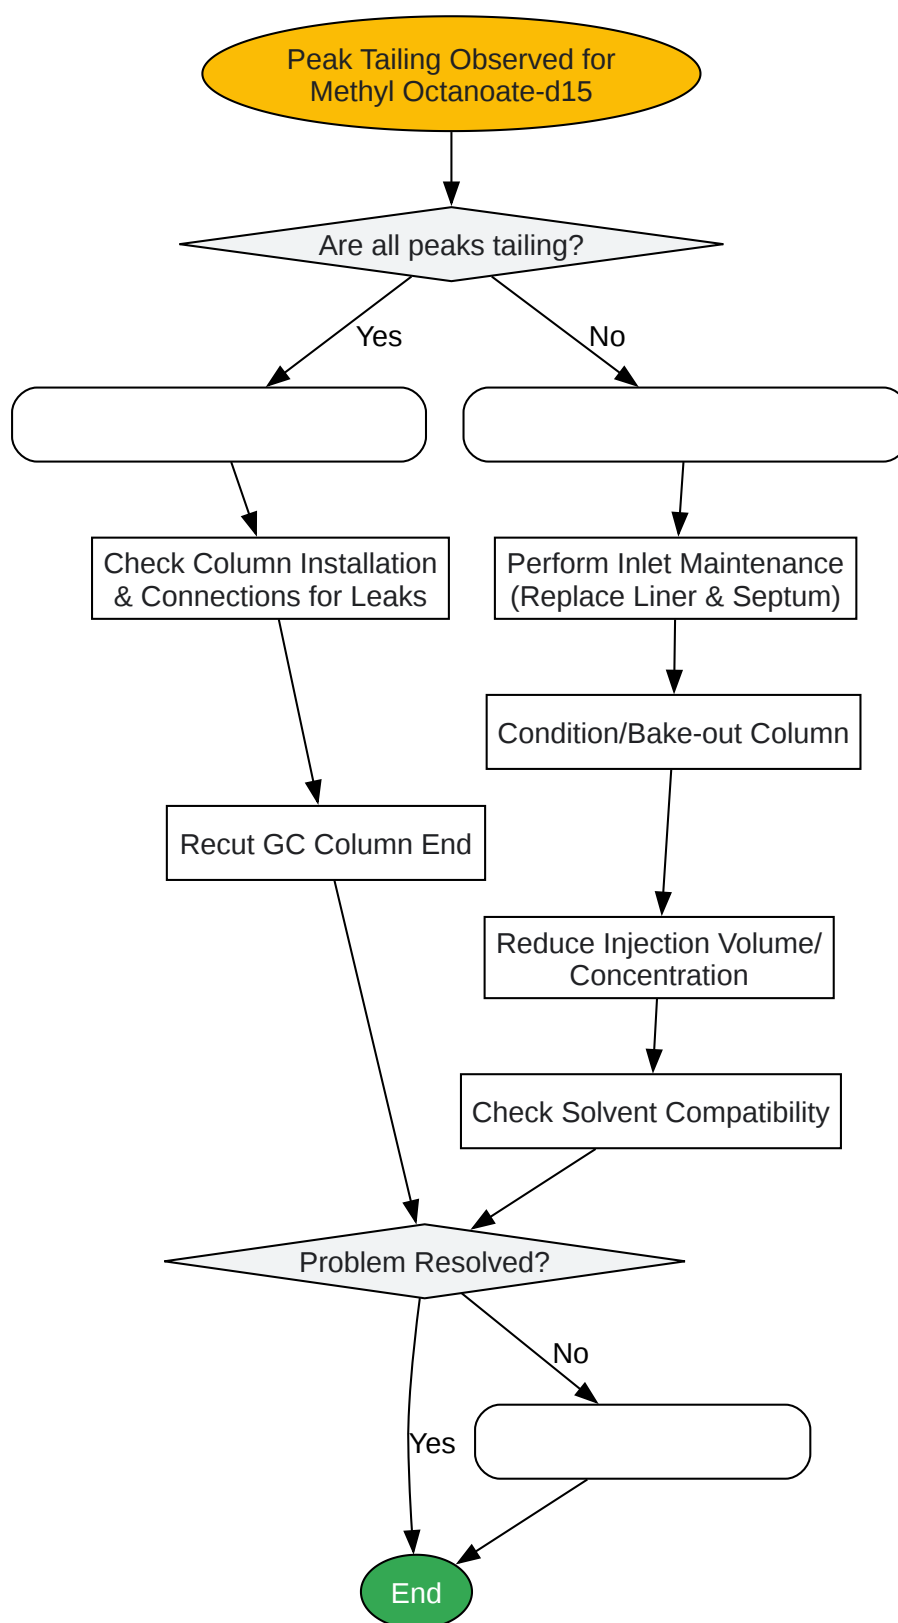 Peak Tailing Observed for
Methyl Octanoate-d15
Are all peaks tailing?
Yes
No
Check Column Installation
& Connections for Leaks
Perform Inlet Maintenance
(Replace Liner & Septum)
Condition/Bake-out Column
Recut GC Column End
Reduce Injection Volume/
Concentration
Check Solvent Compatibility
Problem Resolved?
No
Yes
End